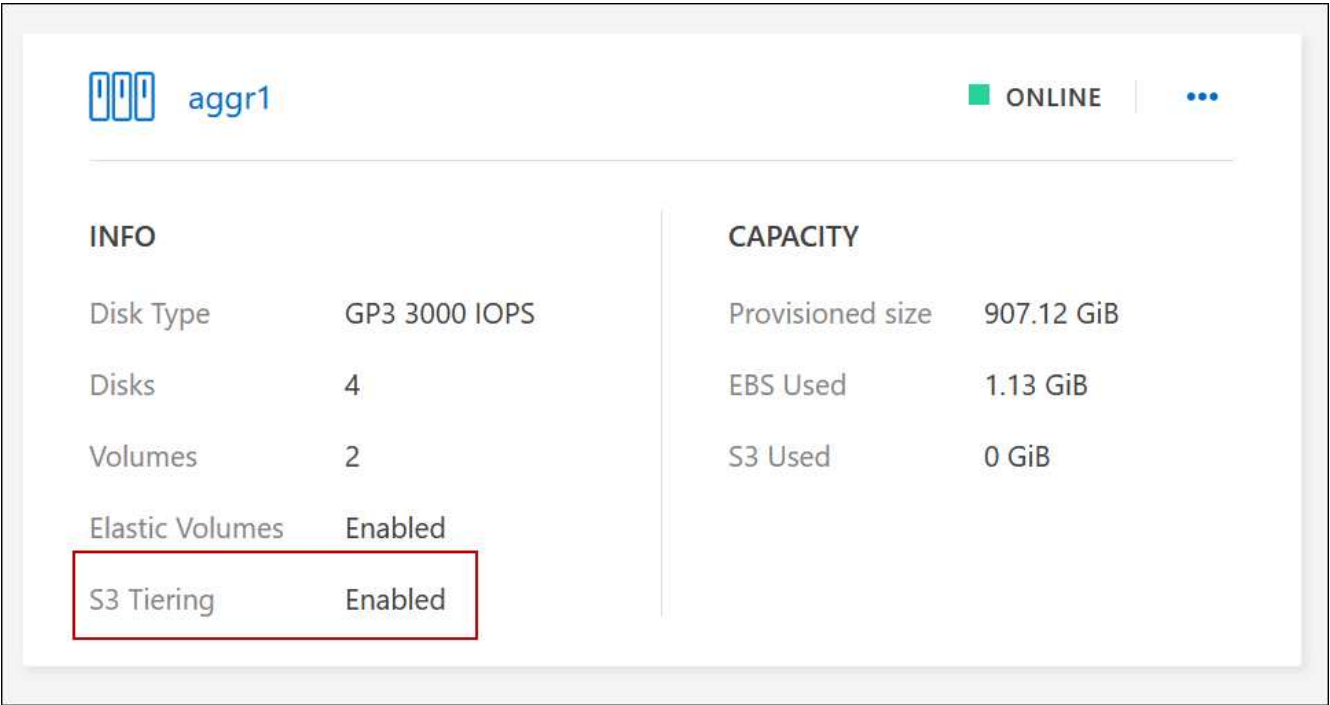 aggr1
ONLINE
INFO
Disk Type GP3 3000 IOPS
Disks 4
Volumes 2
Elastic Volumes Enabled
S3 Tiering Enabled
CAPACITY
Provisioned size 907.12 GiB
EBS Used 1.13 GiB
S3 Used 0 GiB